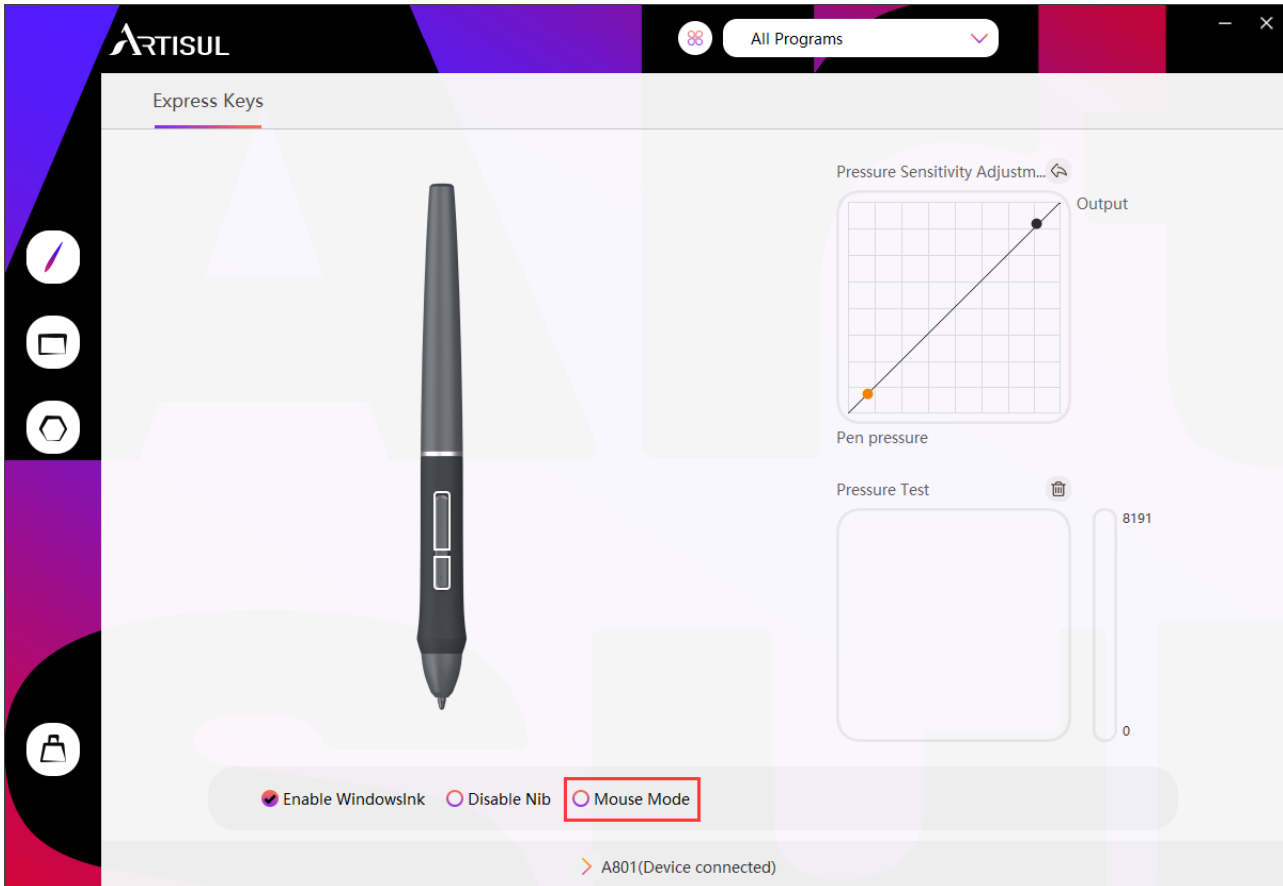 ARTISUL
All Programs
Express Keys
Pressure Sensitivity Adjustm...
Output
Pen pressure
Pressure Test
8191
0
Enable WindowsInk
Disable Nib
Mouse Mode
A801(Device connected)